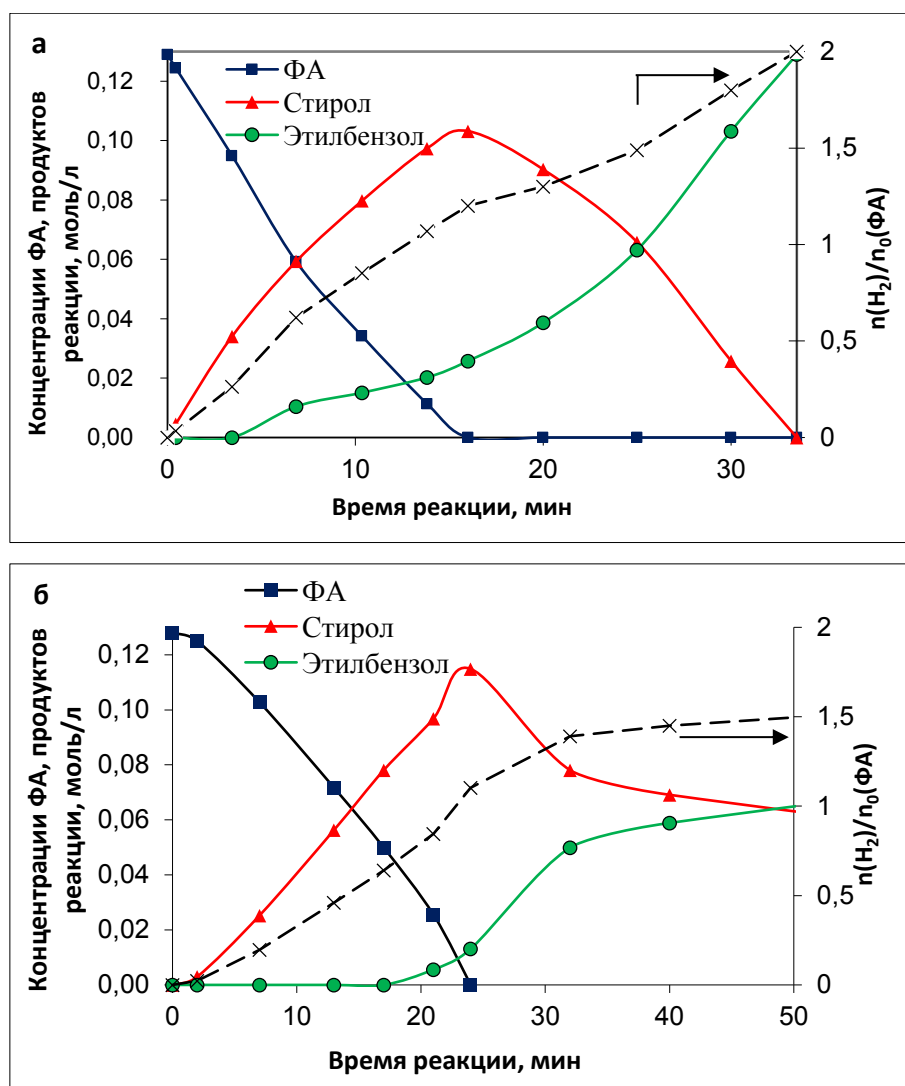 а
ФА
Стирол
Этилбензол
Концентрации ФА, продуктов
реакции, моль/л
0,12
0,10
0,08
0,06
0,04
0,02
0,00
0
10
20
30
Время реакции, мин
2
1,5
1
0,5
0
n(H₂)/n₀(ФА)
б
ФА
Стирол
Этилбензол
Концентрации ФА, продуктов
реакции, моль/л
0,12
0,10
0,08
0,06
0,04
0,02
0,00
0
10
20
30
40
50
Время реакции, мин
2
1,5
1
0,5
0
n(H₂)/n₀(ФА)